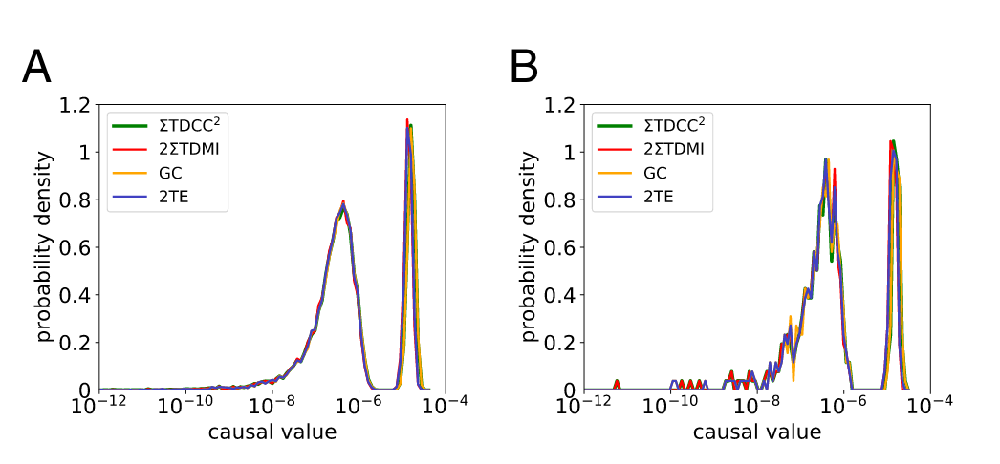 A
probability density
1.2
1
0.8
0.6
0.4
0.2
0
ΣTDCC²
2ΣTDMI
GC
2TE
10⁻¹² 10⁻¹⁰ 10⁻⁸ 10⁻⁶ 10⁻⁴
causal value
B
probability density
1.2
1
0.8
0.6
0.4
0.2
0
ΣTDCC²
2ΣTDMI
GC
2TE
10⁻¹² 10⁻¹⁰ 10⁻⁸ 10⁻⁶ 10⁻⁴
causal value